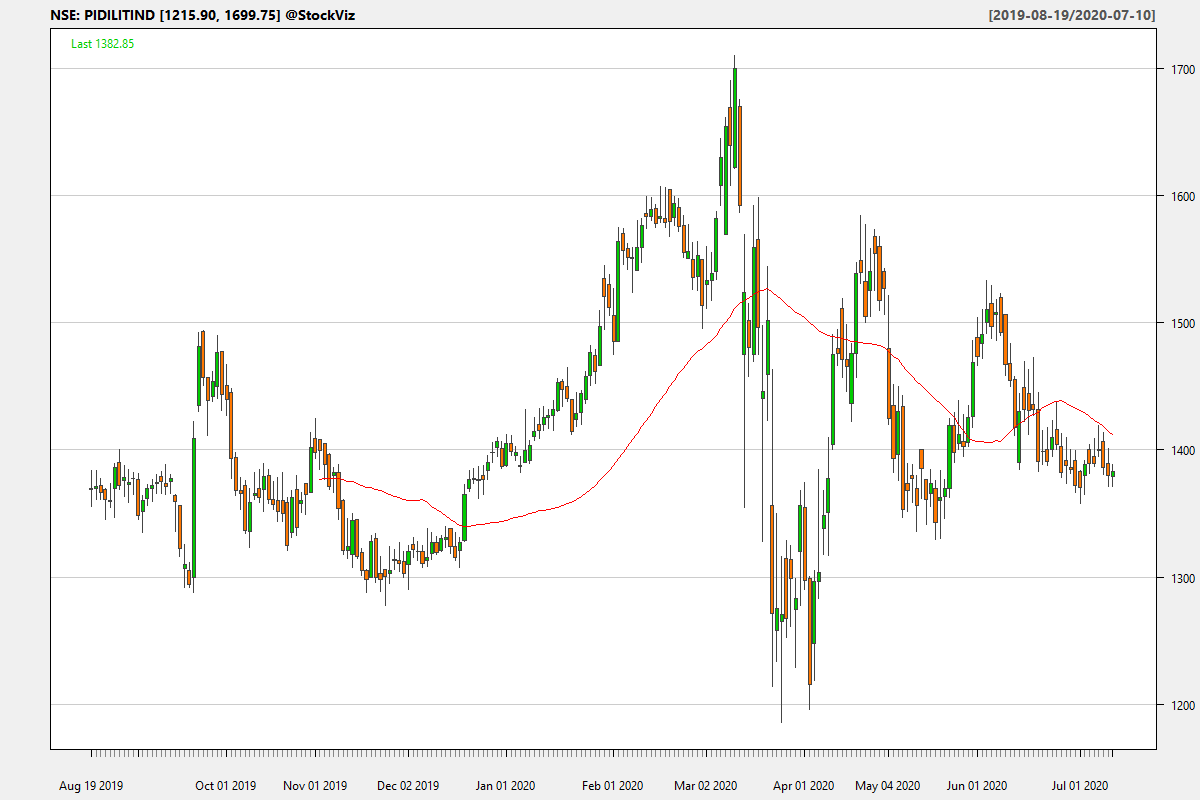 NSE: PIDILITIND [1215.90, 1699.75] @StockViz
[2019-08-19/2020-07-10]
Last 1382.85
1700
1600
1500
1400
1300
1200
Aug 19 2019 Oct 01 2019 Nov 01 2019 Dec 02 2019 Jan 01 2020 Feb 01 2020 Mar 02 2020 Apr 01 2020 May 04 2020 Jun 01 2020 Jul 01 2020